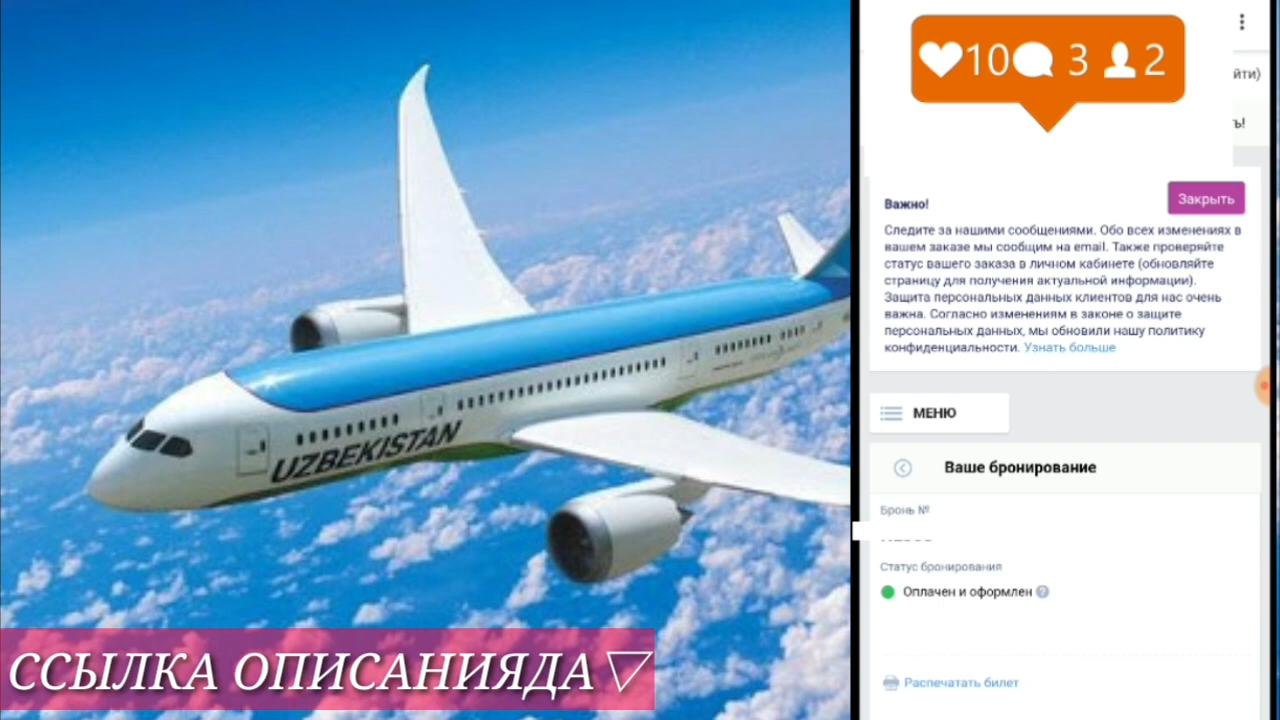 UZBEKISTAN
ССЫЛКА ОПИСАНИЯДА
10 3 2
йти)
ь!
Закрыть
Важно!
Следите за нашими сообщениями. Обо всех изменениях в
вашем заказе мы сообщим на email. Также проверяйте
статус вашего заказа в личном кабинете (обновляйте
страницу для получения актуальной информации).
Защита персональных данных клиентов для нас очень
важна. Согласно изменениям в законе о защите
персональных данных, мы обновили нашу политику
конфиденциальности. Узнать больше
МЕНЮ
Ваше бронирование
Бронь №
Статус бронирования
Оплачен и оформлен ?
Распечатать билет